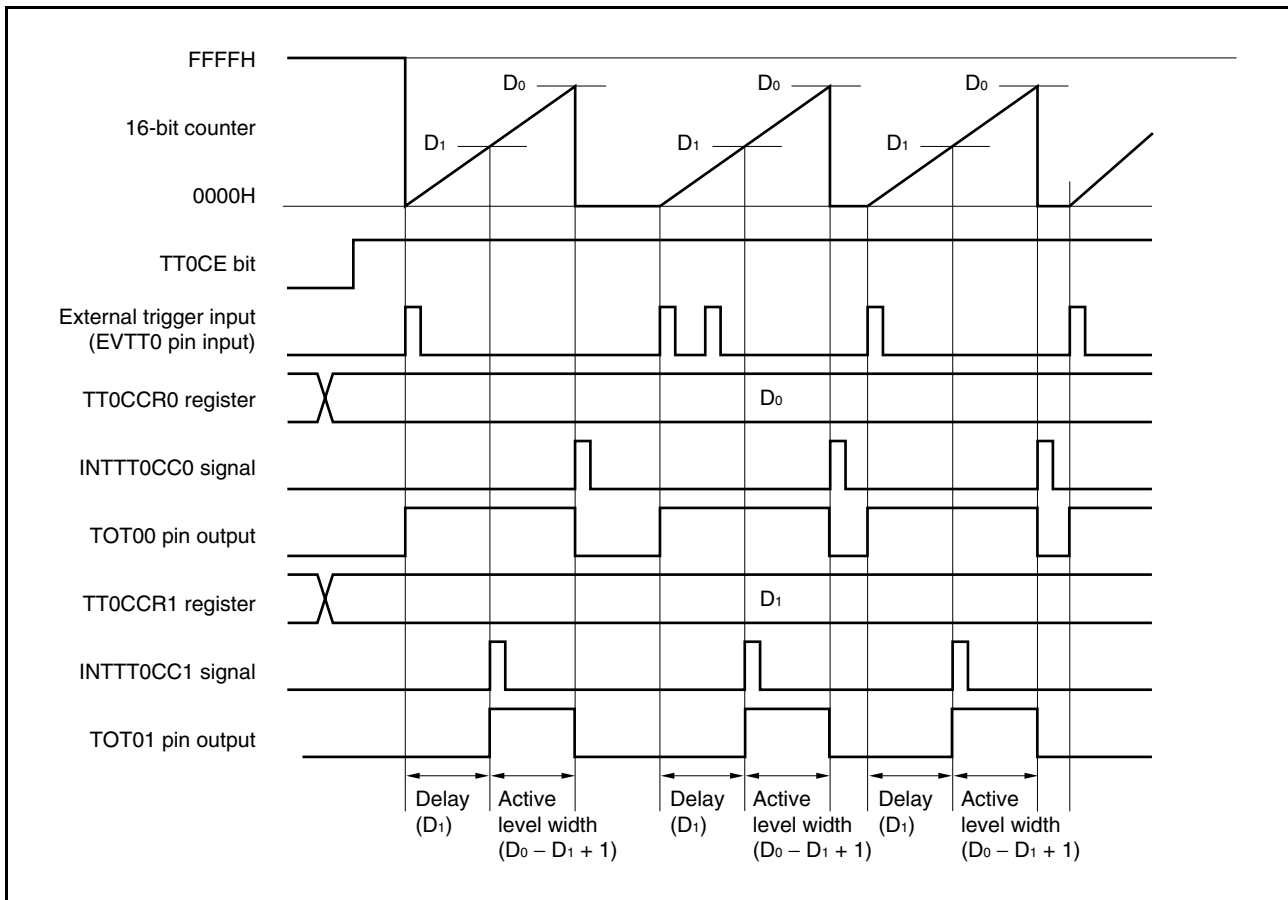 FFFFH
D0 D0 D0
16-bit counter
D1 D1 D1
0000H
TT0CE bit
External trigger input
(EVTT0 pin input)
TT0CCR0 register D0
INTTT0CC0 signal
TOT00 pin output
TT0CCR1 register D1
INTTT0CC1 signal
TOT01 pin output
Delay Active Delay Active Delay Active
(D1) level width (D1) level width (D1) level width
(D0 − D1 + 1) (D0 − D1 + 1) (D0 − D1 + 1)